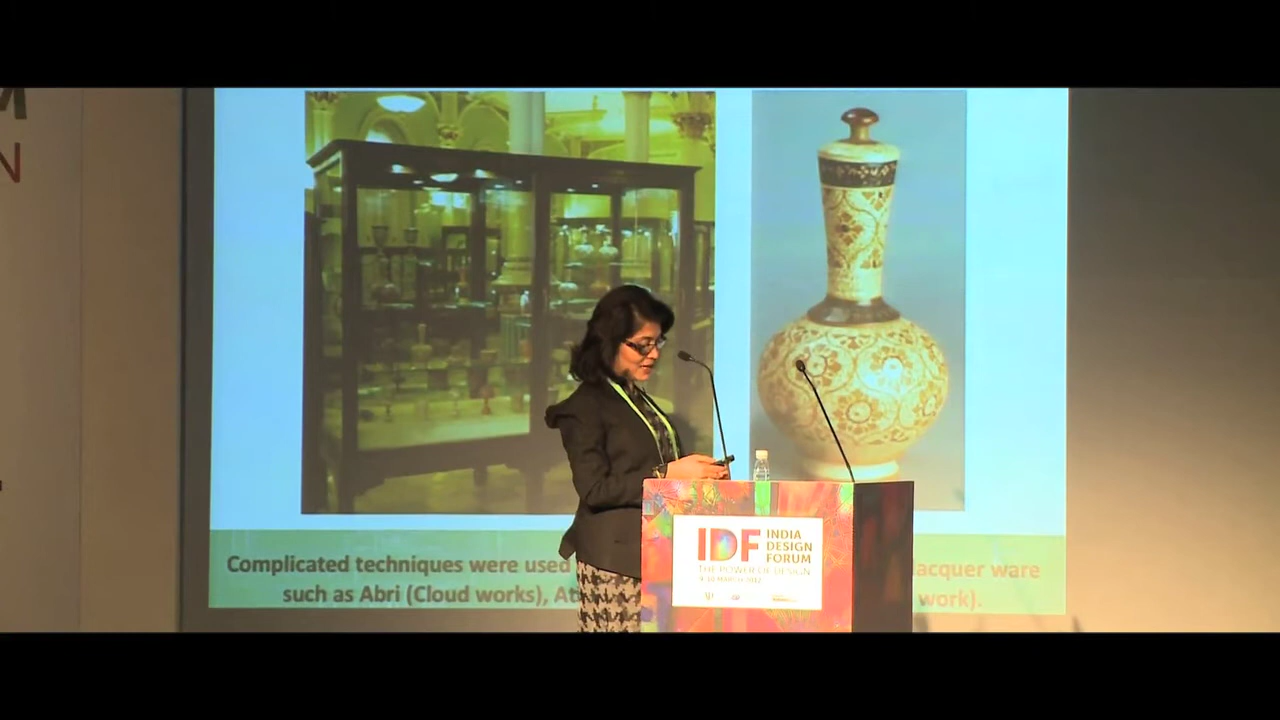 M
N
IDF INDIA
DESIGN
FORUM
THE POWER OF DESIGN
Complicated techniques were used
Lacquer ware
such as Abri (Cloud works),
work).